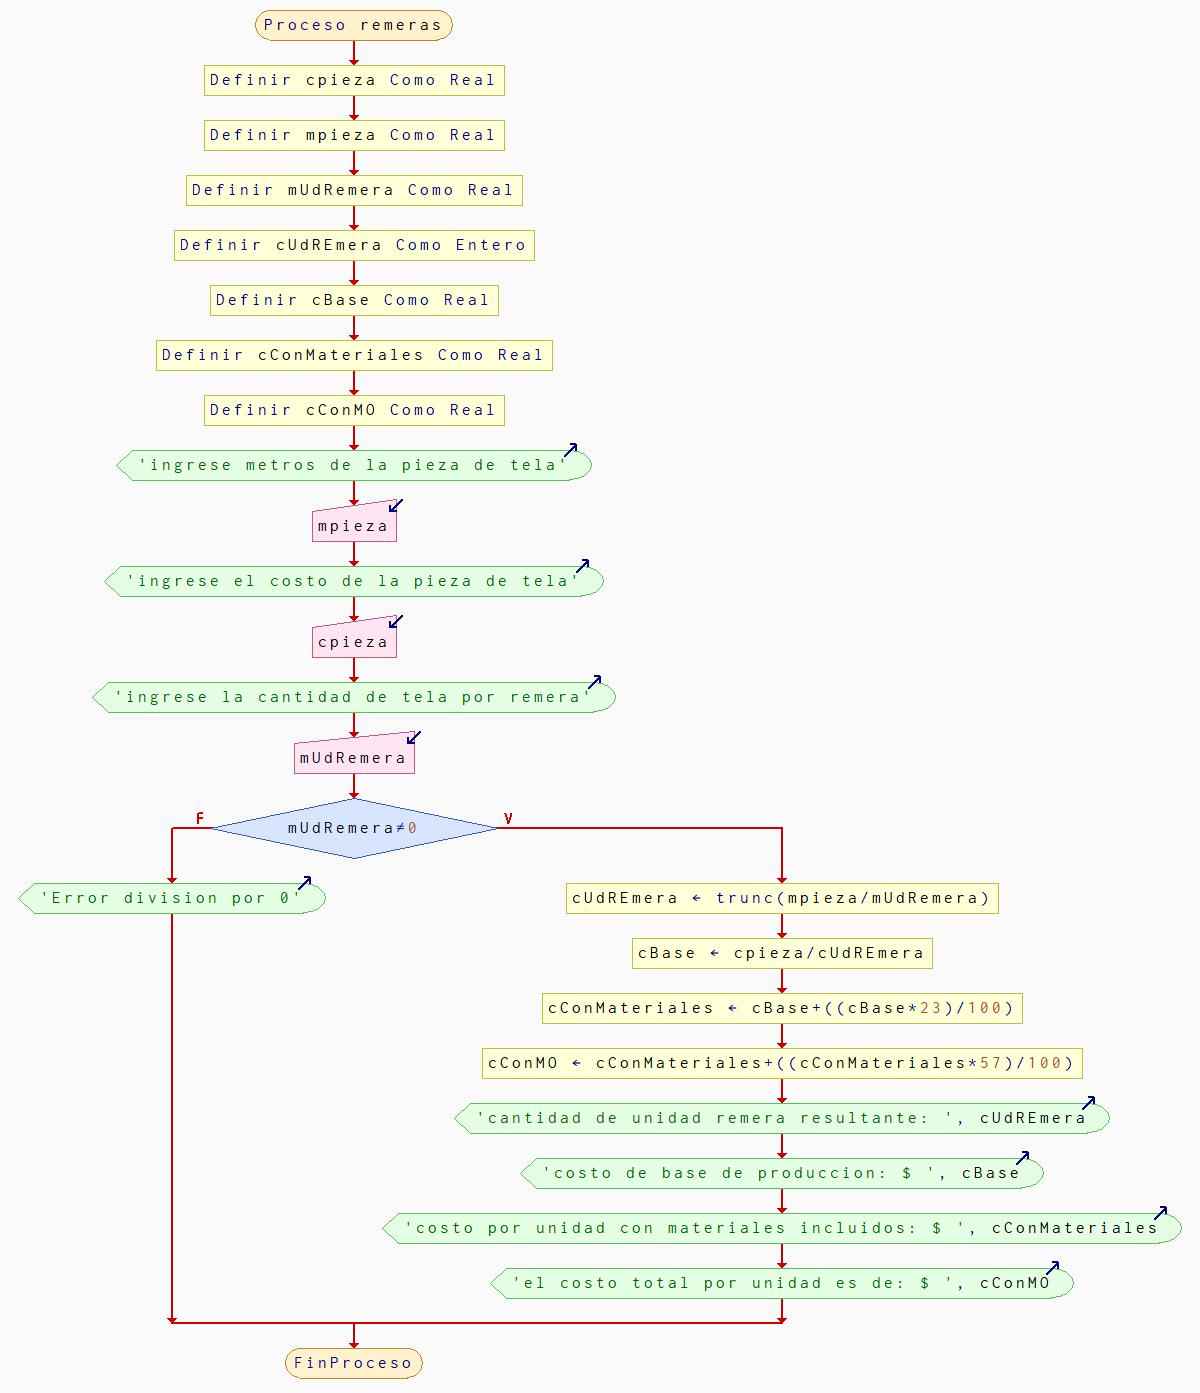 Proceso remeras
Definir cpieza Como Real
Definir mpieza Como Real
Definir mUdRemera Como Real
Definir cUdREmera Como Entero
Definir cBase Como Real
Definir cConMateriales Como Real
Definir cConMO Como Real
'ingrese metros de la pieza de tela'
mpieza
'ingrese el costo de la pieza de tela'
cpieza
'ingrese la cantidad de tela por remera'
mUdRemera
F
V
mUdRemera≠0
'Error division por 0'
cUdREmera ← trunc(mpieza/mUdRemera)
cBase ← cpieza/cUdREmera
cConMateriales ← cBase+((cBase*23)/100)
cConMO ← cConMateriales+((cConMateriales*57)/100)
'cantidad de unidad remera resultante: ', cUdREmera
'costo de base de produccion: $ ', cBase
'costo por unidad con materiales incluidos: $ ', cConMateriales
'el costo total por unidad es de: $ ', cConMO
FinProceso